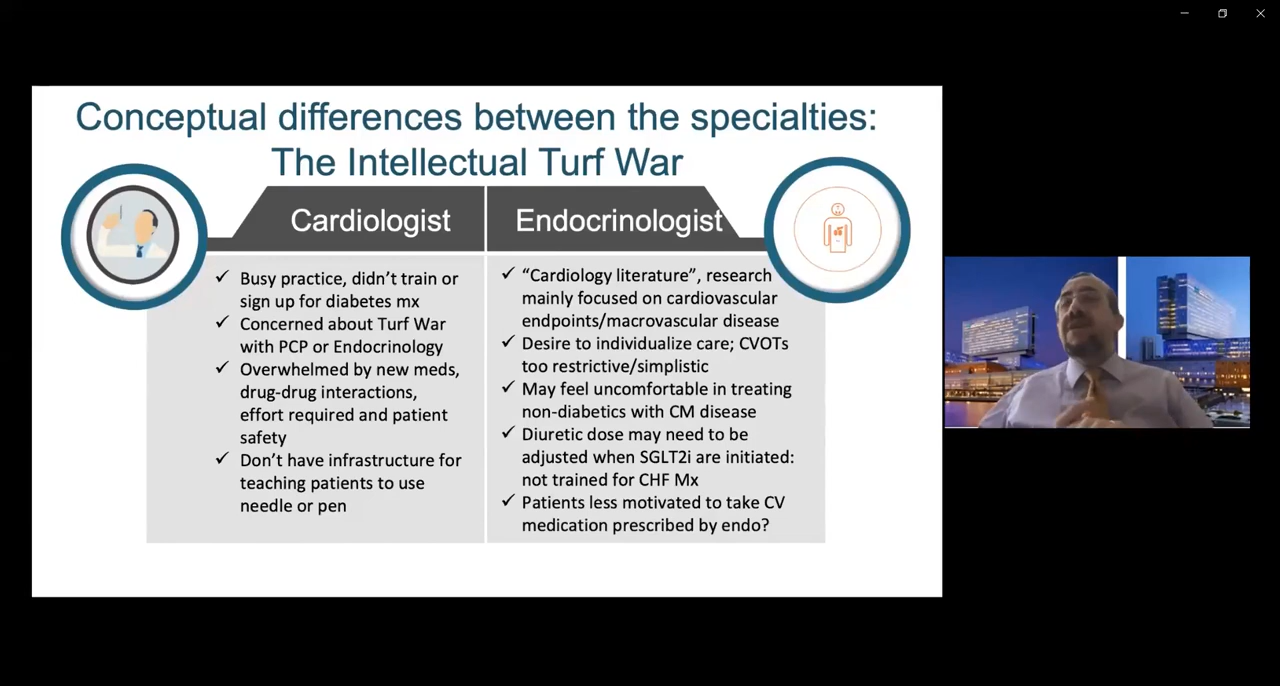 Conceptual differences between the specialties:
The Intellectual Turf War
Cardiologist
Busy practice, didn't train or
sign up for diabetes mx
Concerned about Turf War
with PCP or Endocrinology
Overwhelmed by new meds,
drug-drug interactions,
effort required and patient
safety
Don't have infrastructure for
teaching patients to use
needle or pen
Endocrinologist
“Cardiology literature”, research
mainly focused on cardiovascular
endpoints/macrovascular disease
Desire to individualize care; CVOTs
too restrictive/simplistic
May feel uncomfortable in treating
non-diabetics with CM disease
Diuretic dose may need to be
adjusted when SGLT2i are initiated:
not trained for CHF Mx
Patients less motivated to take CV
medication prescribed by endo?